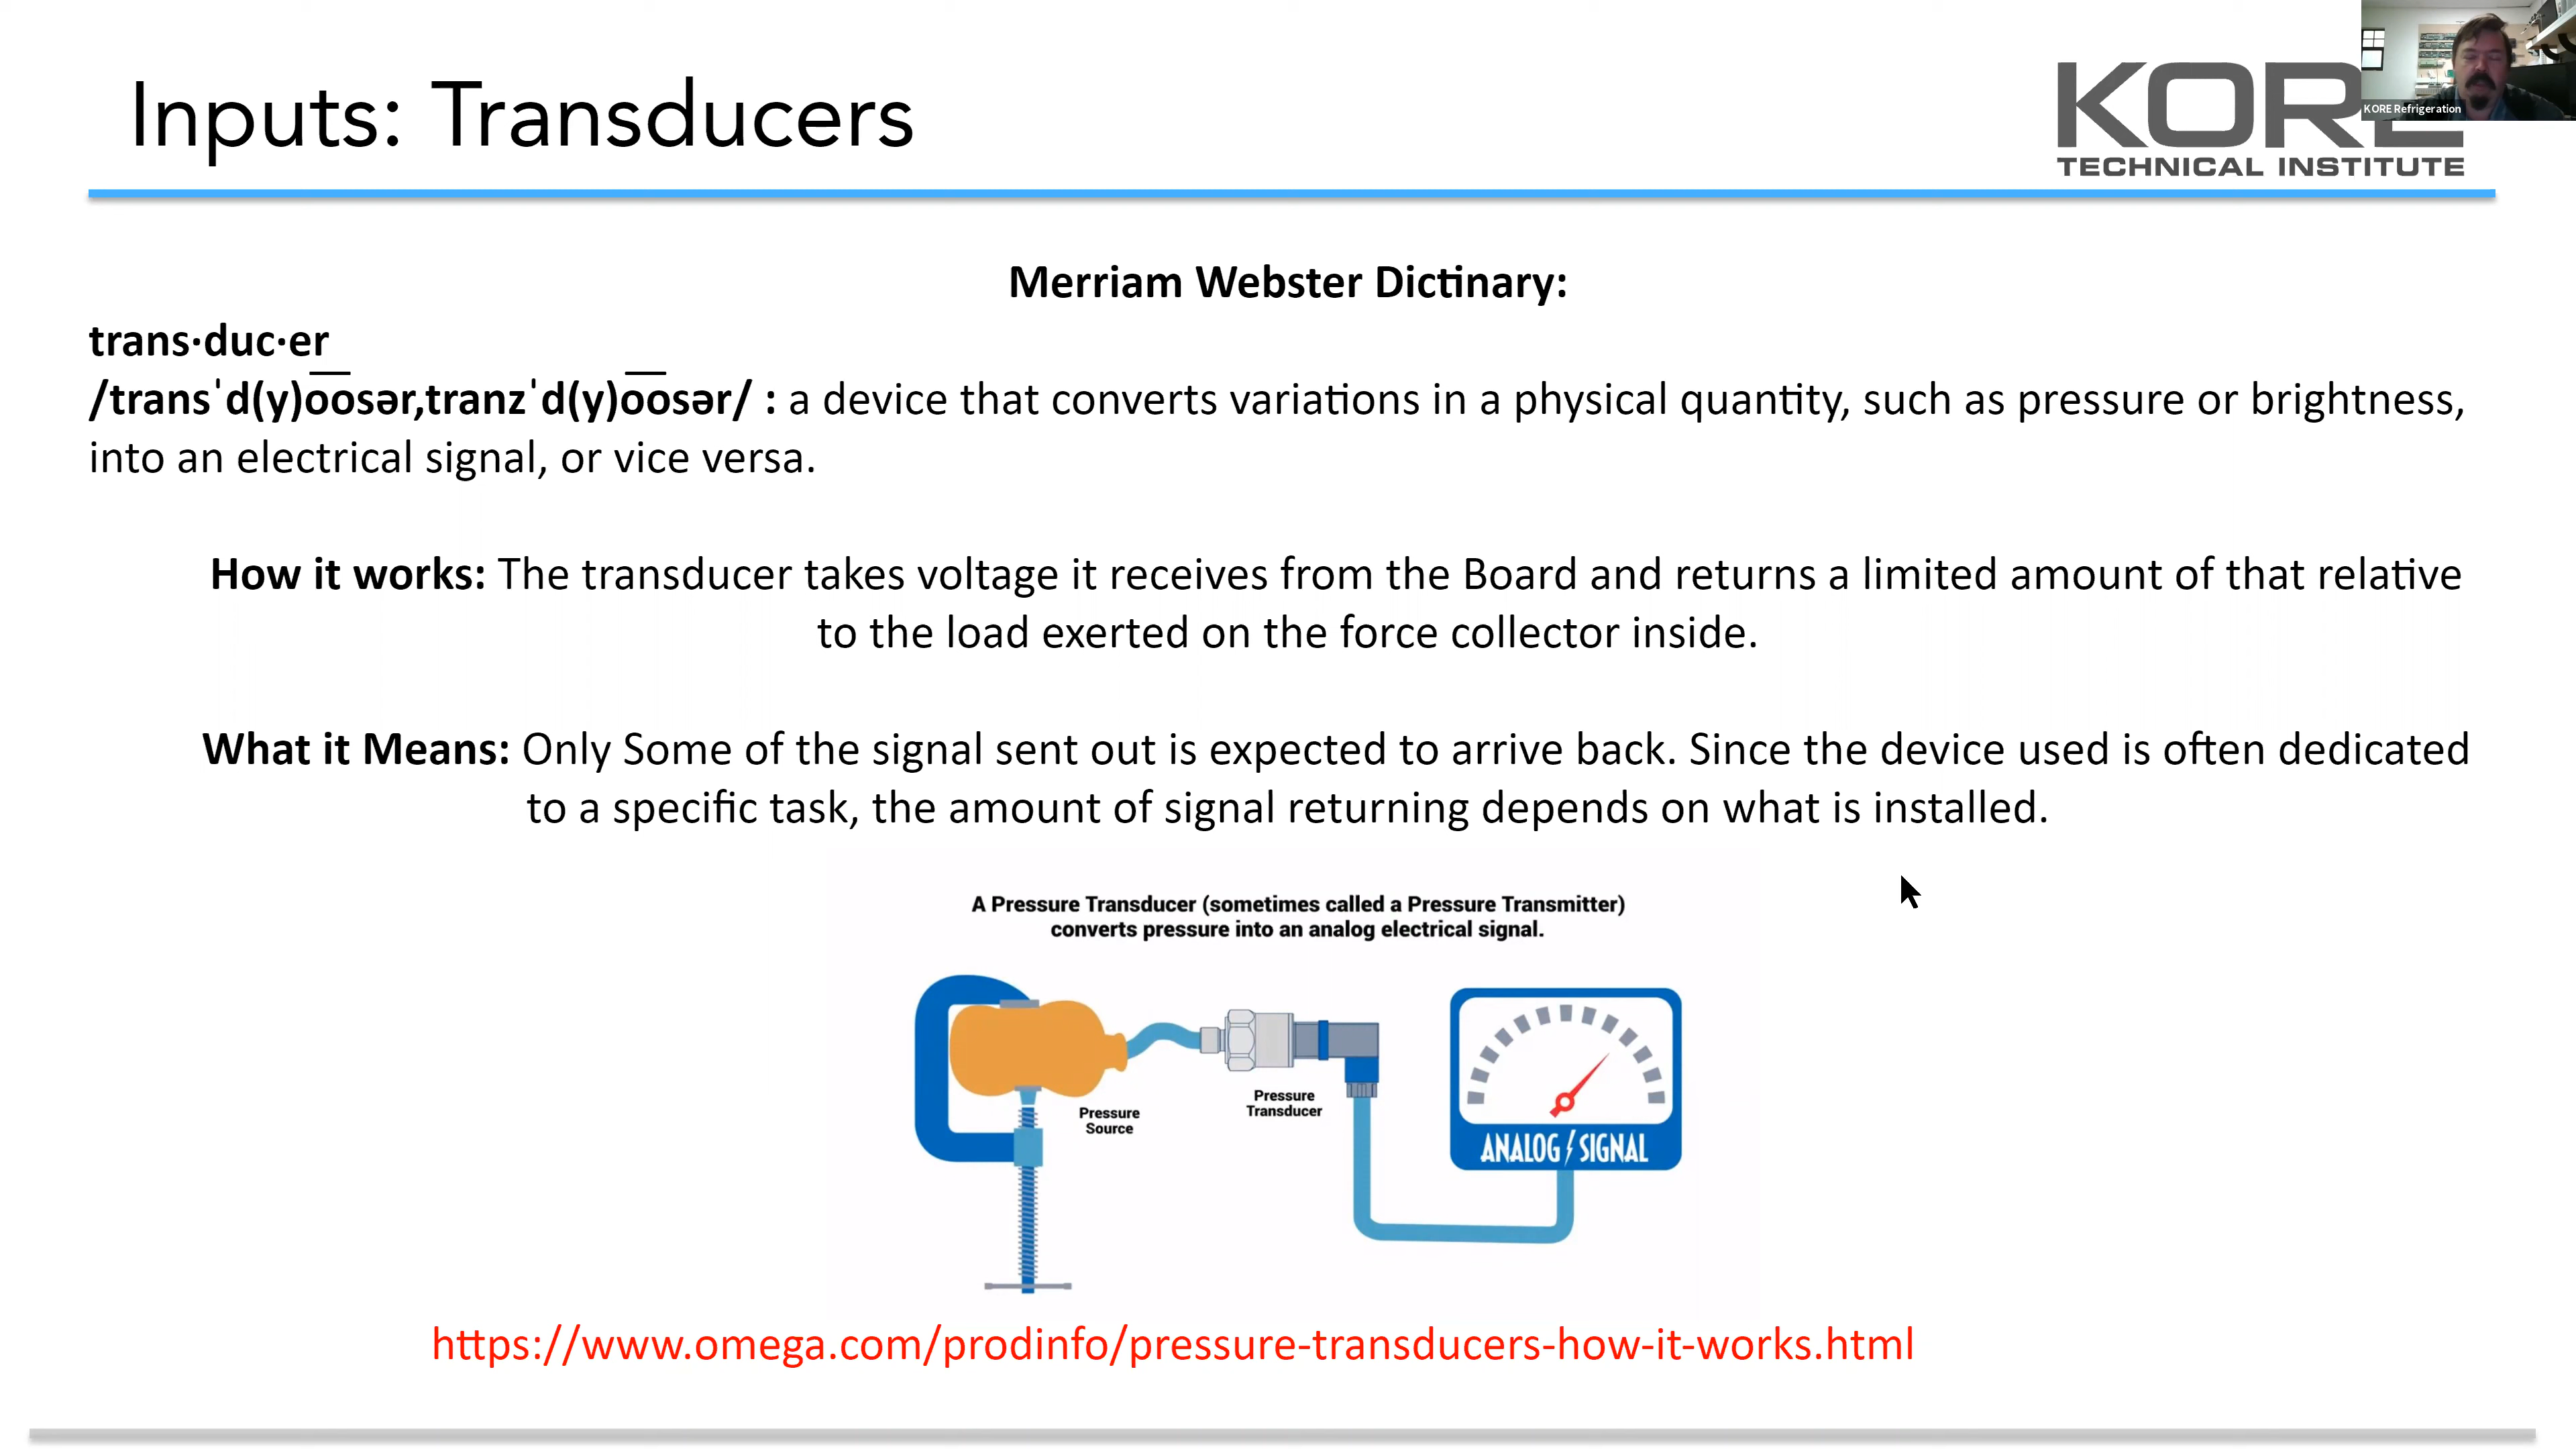 Inputs: Transducers
KORE
TECHNICAL INSTITUTE
KORE Refrigeration
Merriam Webster Dictinary:
trans·duc·er
/transˈd(y)o͞osər,tranzˈd(y)o͞osər/ : a device that converts variations in a physical quantity, such as pressure or brightness,
into an electrical signal, or vice versa.
How it works: The transducer takes voltage it receives from the Board and returns a limited amount of that relative
to the load exerted on the force collector inside.
What it Means: Only Some of the signal sent out is expected to arrive back. Since the device used is often dedicated
to a specific task, the amount of signal returning depends on what is installed.
A Pressure Transducer (sometimes called a Pressure Transmitter)
converts pressure into an analog electrical signal.
Pressure
Source
Pressure
Transducer
ANALOG SIGNAL
https://www.omega.com/prodinfo/pressure-transducers-how-it-works.html